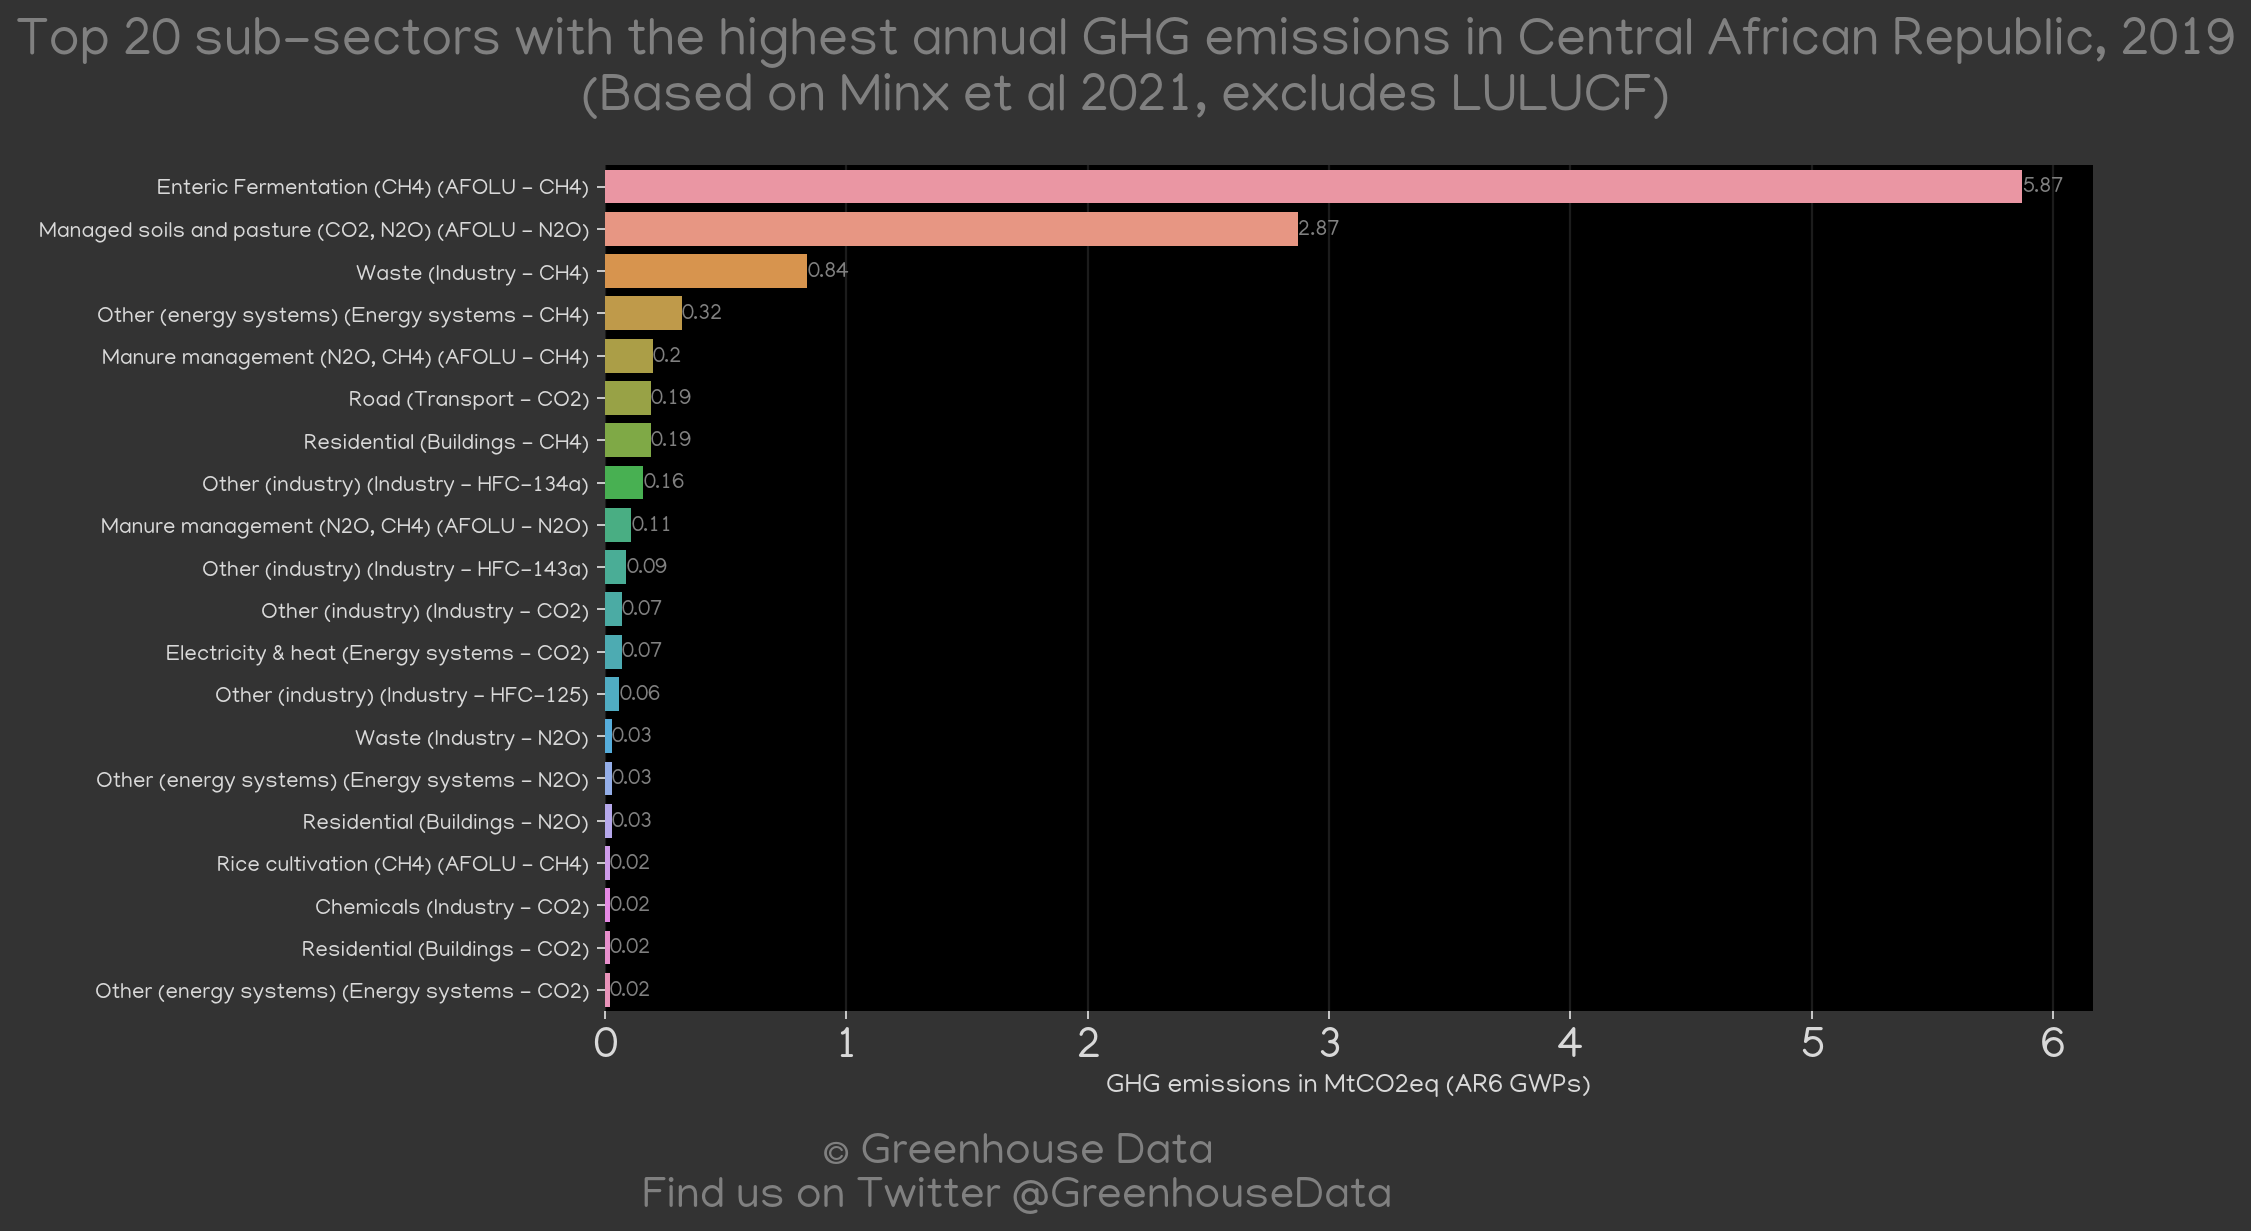 Top 20 sub-sectors with the highest annual GHG emissions in Central African Republic, 2019
(Based on Minx et al 2021, excludes LULUCF)
Enteric Fermentation (CH4) (AFOLU - CH4) 5.87
Managed soils and pasture (CO2, N2O) (AFOLU - N2O) 2.87
Waste (Industry - CH4) 0.84
Other (energy systems) (Energy systems - CH4) 0.32
Manure management (N2O, CH4) (AFOLU - CH4) 0.2
Road (Transport - CO2) 0.19
Residential (Buildings - CH4) 0.19
Other (industry) (Industry - HFC-134a) 0.16
Manure management (N2O, CH4) (AFOLU - N2O) 0.11
Other (industry) (Industry - HFC-143a) 0.09
Other (industry) (Industry - CO2) 0.07
Electricity & heat (Energy systems - CO2) 0.07
Other (industry) (Industry - HFC-125) 0.06
Waste (Industry - N2O) 0.03
Other (energy systems) (Energy systems - N2O) 0.03
Residential (Buildings - N2O) 0.03
Rice cultivation (CH4) (AFOLU - CH4) 0.02
Chemicals (Industry - CO2) 0.02
Residential (Buildings - CO2) 0.02
Other (energy systems) (Energy systems - CO2) 0.02
0 1 2 3 4 5 6
GHG emissions in MtCO2eq (AR6 GWPs)
© Greenhouse Data
Find us on Twitter @GreenhouseData